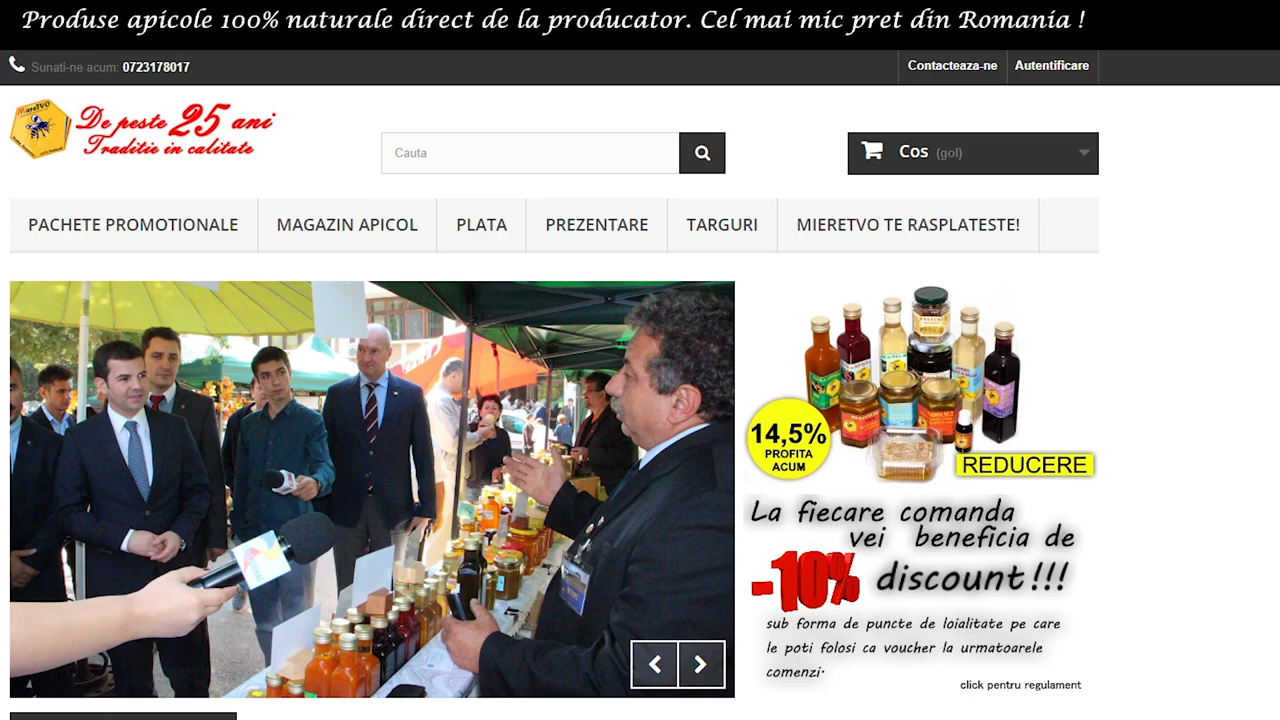 Produse apicole 100% naturale direct de la producator. Cel mai mic pret din Romania !
Sunati-ne acum: 0723178017
Contacteaza-ne
Autentificare
MiereTVO
De peste 25 ani
Traditie in calitate
Cauta
Cos (gol)
PACHETE PROMOTIONALE
MAGAZIN APICOL
PLATA
PREZENTARE
TARGURI
MIERETVO TE RASPLATESTE!
14,5%
PROFITA
ACUM
REDUCERE
La fiecare comanda
vei beneficia de
-10% discount!!!
sub forma de puncte de loialitate pe care
le poti folosi ca voucher la urmatoarele
comenzi.
click pentru regulament